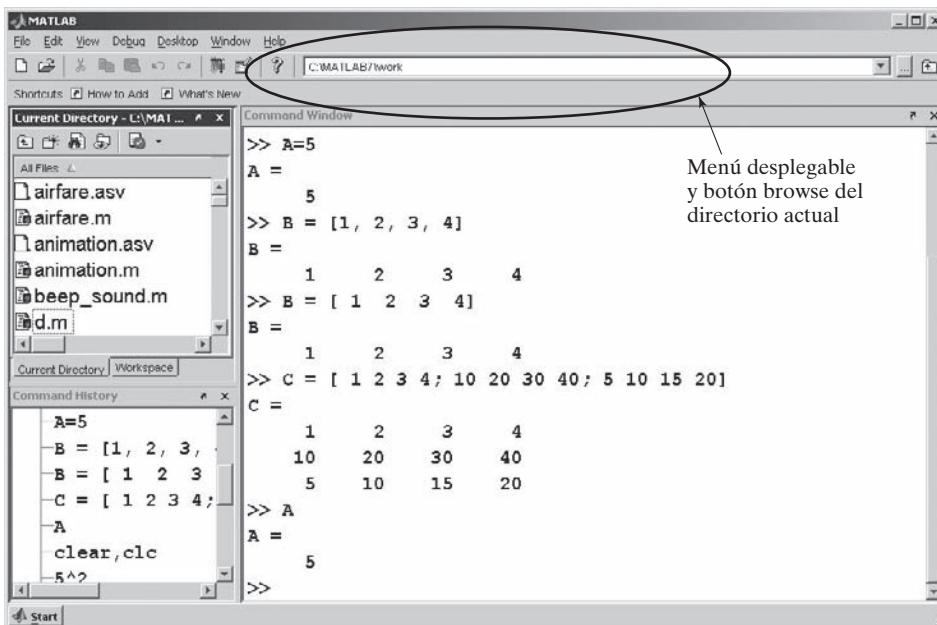 MATLAB
File Edit View Debug Desktop Window Help
C:\MATLAB7\work
Shortcuts How to Add What's New
Current Directory - C:\MAT...
All Files
airfare.asv
airfare.m
animation.asv
animation.m
beep_sound.m
d.m
Current Directory Workspace
Command History
A=5
B = [1, 2, 3,
B = [ 1 2 3
C = [ 1 2 3 4;
A
clear,clc
5^2
Command Window
>> A=5
A =
5
>> B = [1, 2, 3, 4]
B =
1 2 3 4
>> B = [ 1 2 3 4]
B =
1 2 3 4
>> C = [ 1 2 3 4; 10 20 30 40; 5 10 15 20]
C =
1 2 3 4
10 20 30 40
5 10 15 20
>> A
A =
5
>>
Menú desplegable
y botón browse del
directorio actual
Start